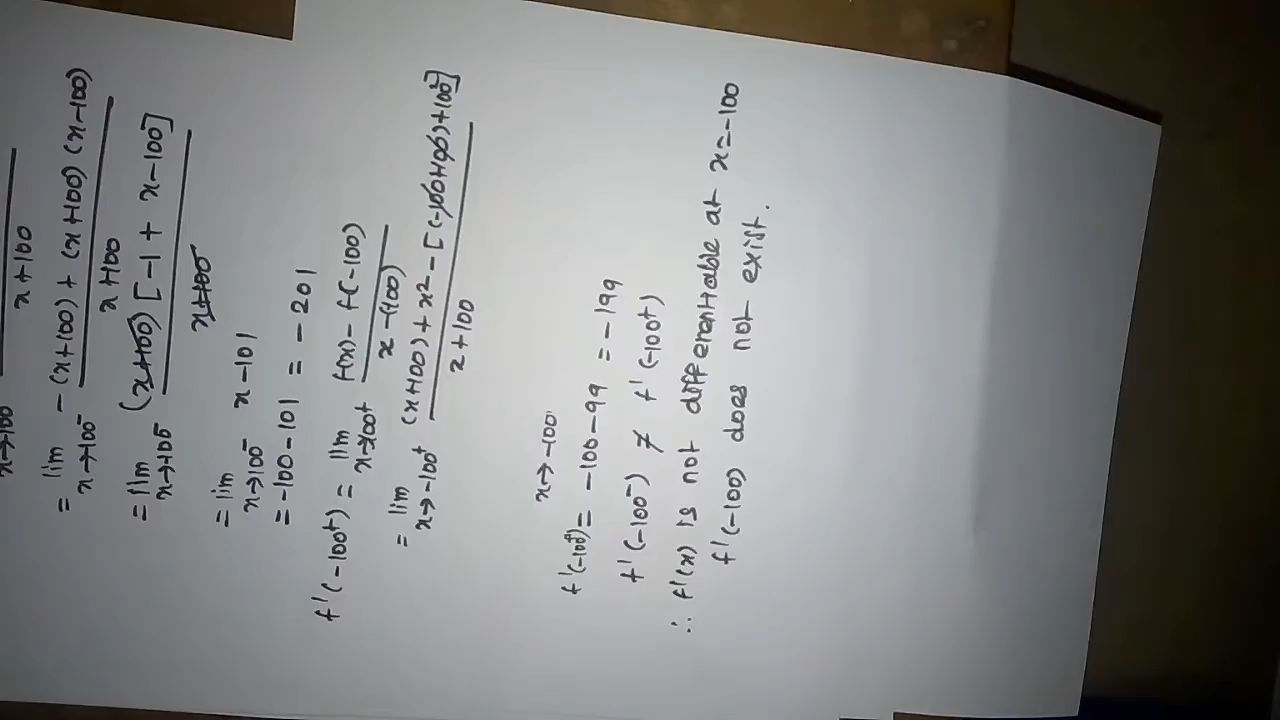 x→100
x+100
= lim −(x+100) + (x+100) (x−100)
x→100⁻ x+100
= lim (x+100) [−1 + x−100]
x→100⁻ x+100
= lim x−101
x→100⁻
= −100−101 = −201
f'(−100⁺) = lim f(x) − f(−100)
x→100⁺ x−(100)
= lim (x+100) + x² − [(−100+100) + 100²]
x→−100⁺ x+100
x→−100
f'(−100⁺) = −100−99 = −199
f'(−100⁻) ≠ f'(−100⁺)
∴ f'(x) is not differentiable at x=−100
f'(−100) does not exist.